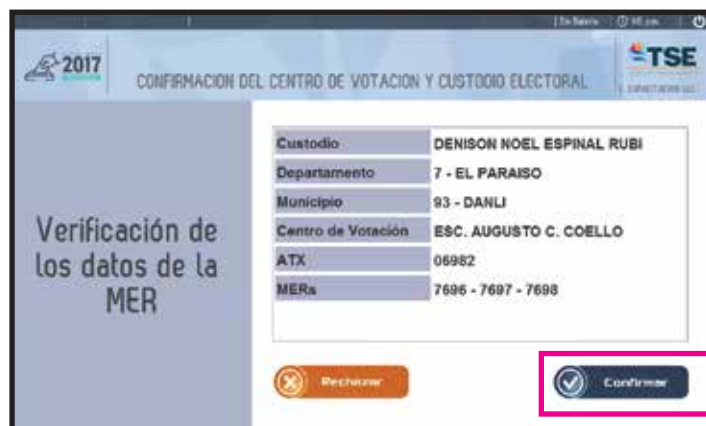 2017
CONFIRMACION DEL CENTRO DE VOTACION Y CUSTODIO ELECTORAL
TSE
Verificación de
los datos de la
MER
Custodio DENISON NOEL ESPINAL RUBI
Departamento 7 - EL PARAISO
Municipio 93 - DANLI
Centro de Votación ESC. AUGUSTO C. COELLO
ATX 06982
MERs 7696 - 7697 - 7698
Rechazar
Confirmar